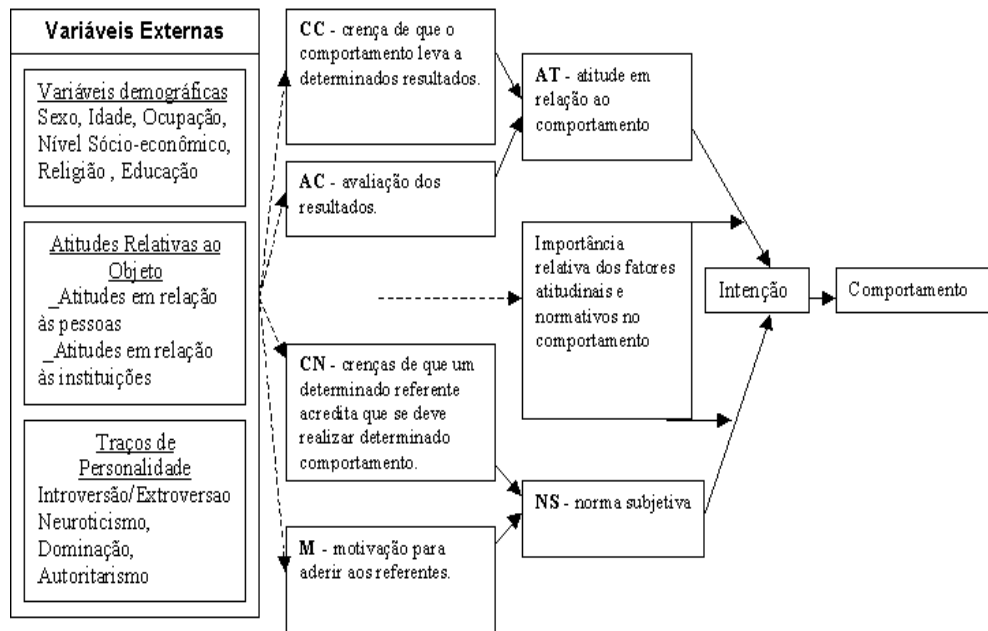 Variáveis Externas
Variáveis demográficas
Sexo, Idade, Ocupação,
Nível Sócio-econômico,
Religião , Educação
Atitudes Relativas ao
Objeto
_Atitudes em relação
às pessoas
_Atitudes em relação
às instituições
Traços de
Personalidade
Introversão/Extroversao
Neuroticismo,
Dominação,
Autoritarismo
CC - crença de que o
comportamento leva a
determinados resultados.
AC - avaliação dos
resultados.
CN - crenças de que um
determinado referente
acredita que se deve
realizar determinado
comportamento.
M - motivação para
aderir aos referentes.
AT - atitude em
relação ao
comportamento
Importância
relativa dos fatores
atitudinais e
normativos no
comportamento
NS - norma subjetiva
Intenção
Comportamento